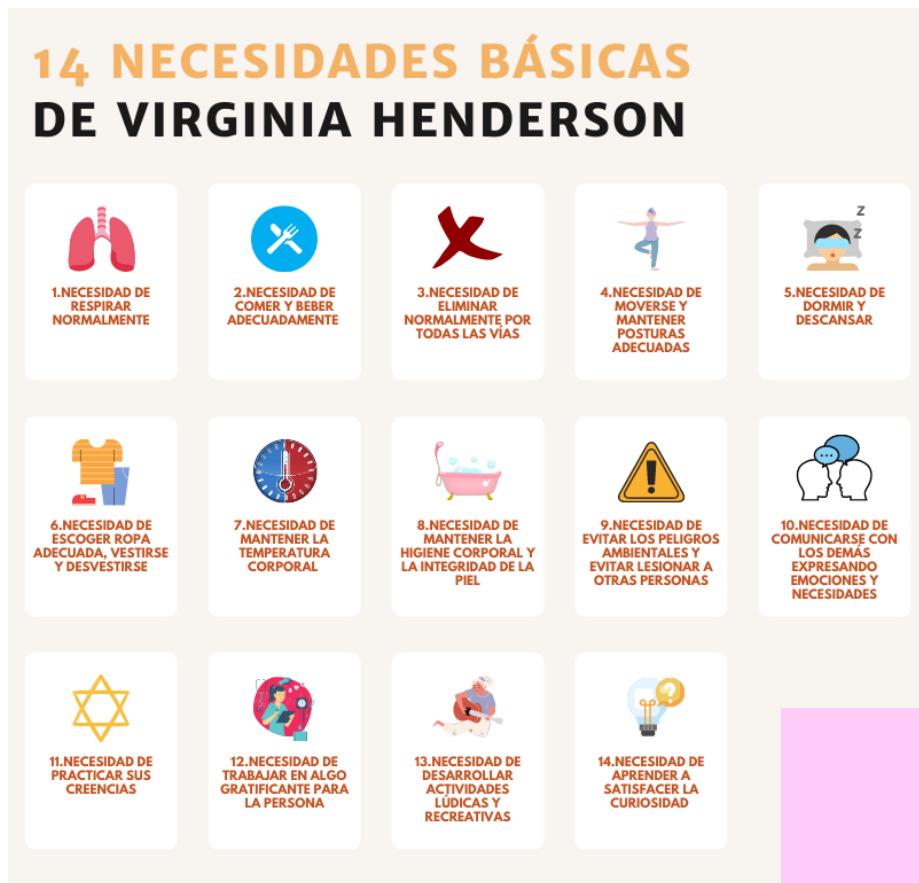 14 NECESIDADES BÁSICAS
DE VIRGINIA HENDERSON
1.NECESIDAD DE
RESPIRAR
NORMALMENTE
2.NECESIDAD DE
COMER Y BEBER
ADECUADAMENTE
3.NECESIDAD DE
ELIMINAR
NORMALMENTE POR
TODAS LAS VÍAS
4.NECESIDAD DE
MOVERSE Y
MANTENER
POSTURAS
ADECUADAS
Z
Z
5.NECESIDAD DE
DORMIR Y
DESCANSAR
6.NECESIDAD DE
ESCOGER ROPA
ADECUADA, VESTIRSE
Y DESVESTIRSE
7.NECESIDAD DE
MANTENER LA
TEMPERATURA
CORPORAL
8.NECESIDAD DE
MANTENER LA
HIGIENE CORPORAL Y
LA INTEGRIDAD DE LA
PIEL
9.NECESIDAD DE
EVITAR LOS PELIGROS
AMBIENTALES Y
EVITAR LESIONAR A
OTRAS PERSONAS
10.NECESIDAD DE
COMUNICARSE CON
LOS DEMÁS
EXPRESANDO
EMOCIONES Y
NECESIDADES
11.NECESIDAD DE
PRACTICAR SUS
CREENCIAS
12.NECESIDAD DE
TRABAJAR EN ALGO
GRATIFICANTE PARA
LA PERSONA
13.NECESIDAD DE
DESARROLLAR
ACTIVIDADES
LÚDICAS Y
RECREATIVAS
14.NECESIDAD DE
APRENDER A
SATISFACER LA
CURIOSIDAD